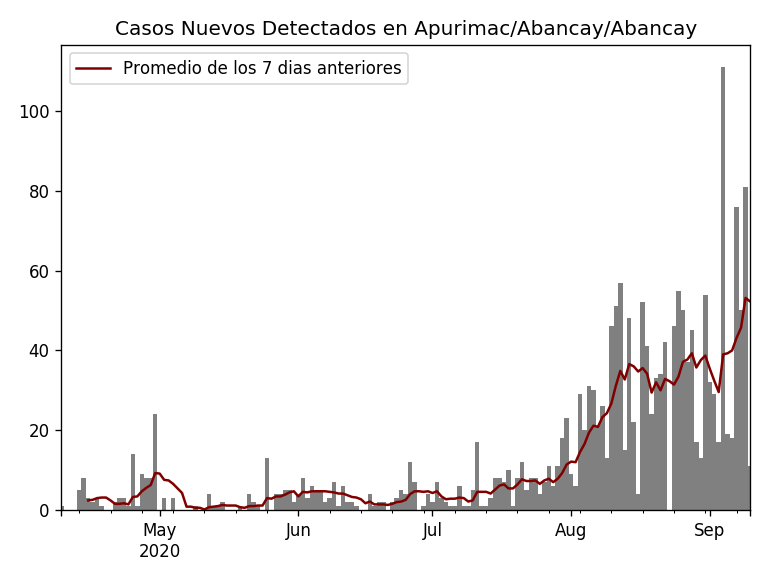 Casos Nuevos Detectados en Apurimac/Abancay/Abancay
Promedio de los 7 dias anteriores
100
80
60
40
20
0
May
2020
Jun
Jul
Aug
Sep